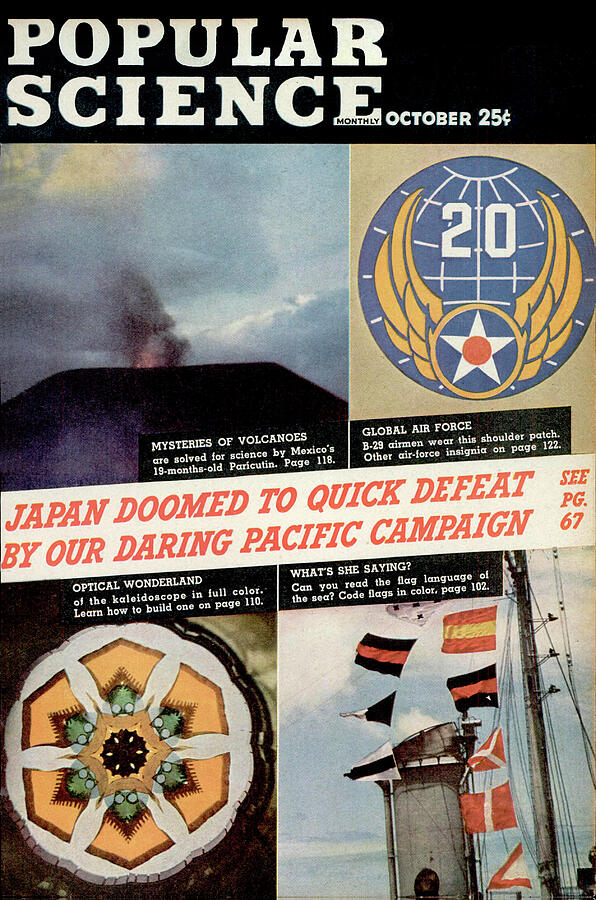 POPULAR
SCIENCE
MONTHLY
OCTOBER 25¢
20
MYSTERIES OF VOLCANOES
are solved for science by Mexico's
19-months-old Paricutin. Page 118.
GLOBAL AIR FORCE
B-29 airmen wear this shoulder patch.
Other air-force insignia on page 122.
JAPAN DOOMED TO QUICK DEFEAT
BY OUR DARING PACIFIC CAMPAIGN
SEE
PG.
67
OPTICAL WONDERLAND
of the kaleidoscope in full color.
Learn how to build one on page 110.
WHAT'S SHE SAYING?
Can you read the flag language of
the sea? Code flags in color, page 102.